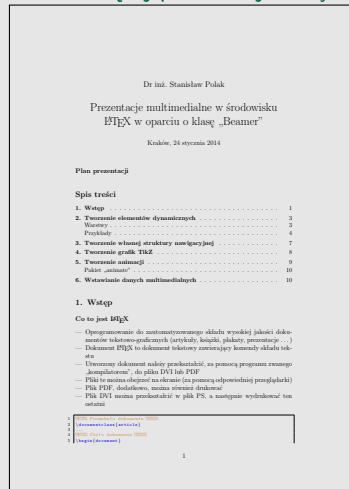 Dr inż. Stanisław Polak
Prezentacje multimedialne w środowisku
LATEX w oparciu o klasę „Beamer”
Kraków, 24 stycznia 2014
Plan prezentacji
Spis treści
1. Wstęp . . . . . . . . . . . . . . . . . . . . 1
2. Tworzenie elementów dynamicznych . . . . . . . . . . 3
Warstwy . . . . . . . . . . . . . . . . . . . . 3
Przykłady . . . . . . . . . . . . . . . . . . . . 4
3. Tworzenie własnej struktury nawigacyjnej . . . . . . . . 7
4. Tworzenie grafik TikZ . . . . . . . . . . . . . . . 8
5. Tworzenie animacji . . . . . . . . . . . . . . . . 9
Pakiet „animate” . . . . . . . . . . . . . . . . 10
6. Wstawianie danych multimedialnych . . . . . . . . . . 10
1. Wstęp
Co to jest LATEX
— Oprogramowanie do zautomatyzowanego składu wysokiej jakości doku-
mentów tekstowo-graficznych (artykuły, książki, plakaty, prezentacje . . . )
— Dokument LATEX to dokument tekstowy zawierający komendy składu tek-
stu
— Utworzony dokument należy przekształcić, za pomocą programu zwanego
„kompilatorem”, do pliku DVI lub PDF
— Pliki te można obejrzeć na ekranie (za pomocą odpowiedniej przeglądarki)
— Plik PDF, dodatkowo, można również drukować
— Plik DVI można przekształcić w plik PS, a następnie wydrukować ten
ostatni
1
2 \documentclass{article}
3
4
5 \begin{document}
1